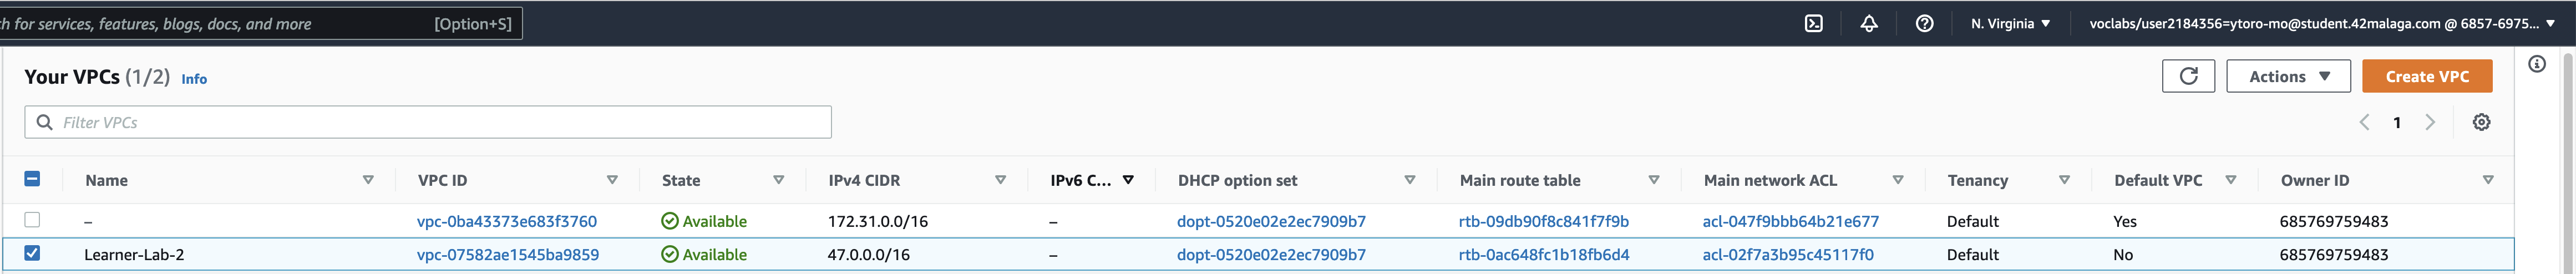 h for services, features, blogs, docs, and more [Option+S] N. Virginia voclabs/user2184356=ytoro-mo@student.42malaga.com @ 6857-6975...
Your VPCs (1/2) Info Actions Create VPC
Filter VPCs 1
Name VPC ID State IPv4 CIDR IPv6 C... DHCP option set Main route table Main network ACL Tenancy Default VPC Owner ID
– vpc-0ba43373e683f3760 Available 172.31.0.0/16 – dopt-0520e02e2ec7909b7 rtb-09db90f8c841f7f9b acl-047f9bbb64b21e677 Default Yes 685769759483
Learner-Lab-2 vpc-07582ae1545ba9859 Available 47.0.0.0/16 – dopt-0520e02e2ec7909b7 rtb-0ac648fc1b18fb6d4 acl-02f7a3b95c45117f0 Default No 685769759483